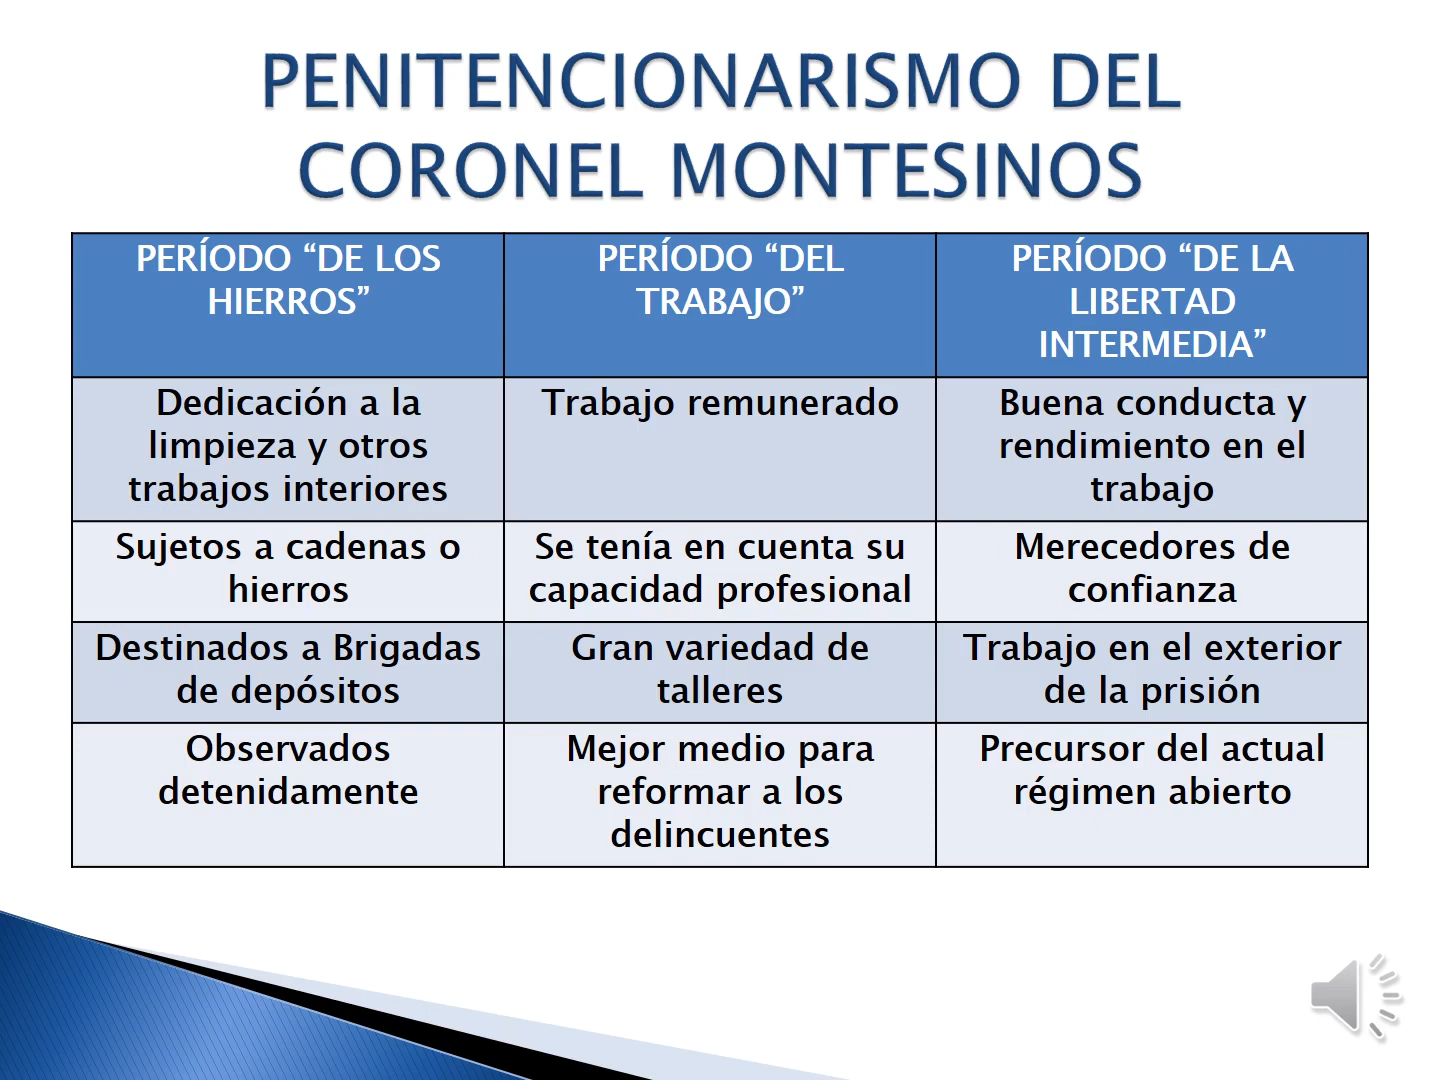 PENITENCIONARISMO DEL
CORONEL MONTESINOS
PERÍODO “DE LOS
HIERROS”
PERÍODO “DEL
TRABAJO”
PERÍODO “DE LA
LIBERTAD
INTERMEDIA”
Dedicación a la
limpieza y otros
trabajos interiores
Trabajo remunerado
Buena conducta y
rendimiento en el
trabajo
Sujetos a cadenas o
hierros
Se tenía en cuenta su
capacidad profesional
Merecedores de
confianza
Destinados a Brigadas
de depósitos
Gran variedad de
talleres
Trabajo en el exterior
de la prisión
Observados
detenidamente
Mejor medio para
reformar a los
delincuentes
Precursor del actual
régimen abierto